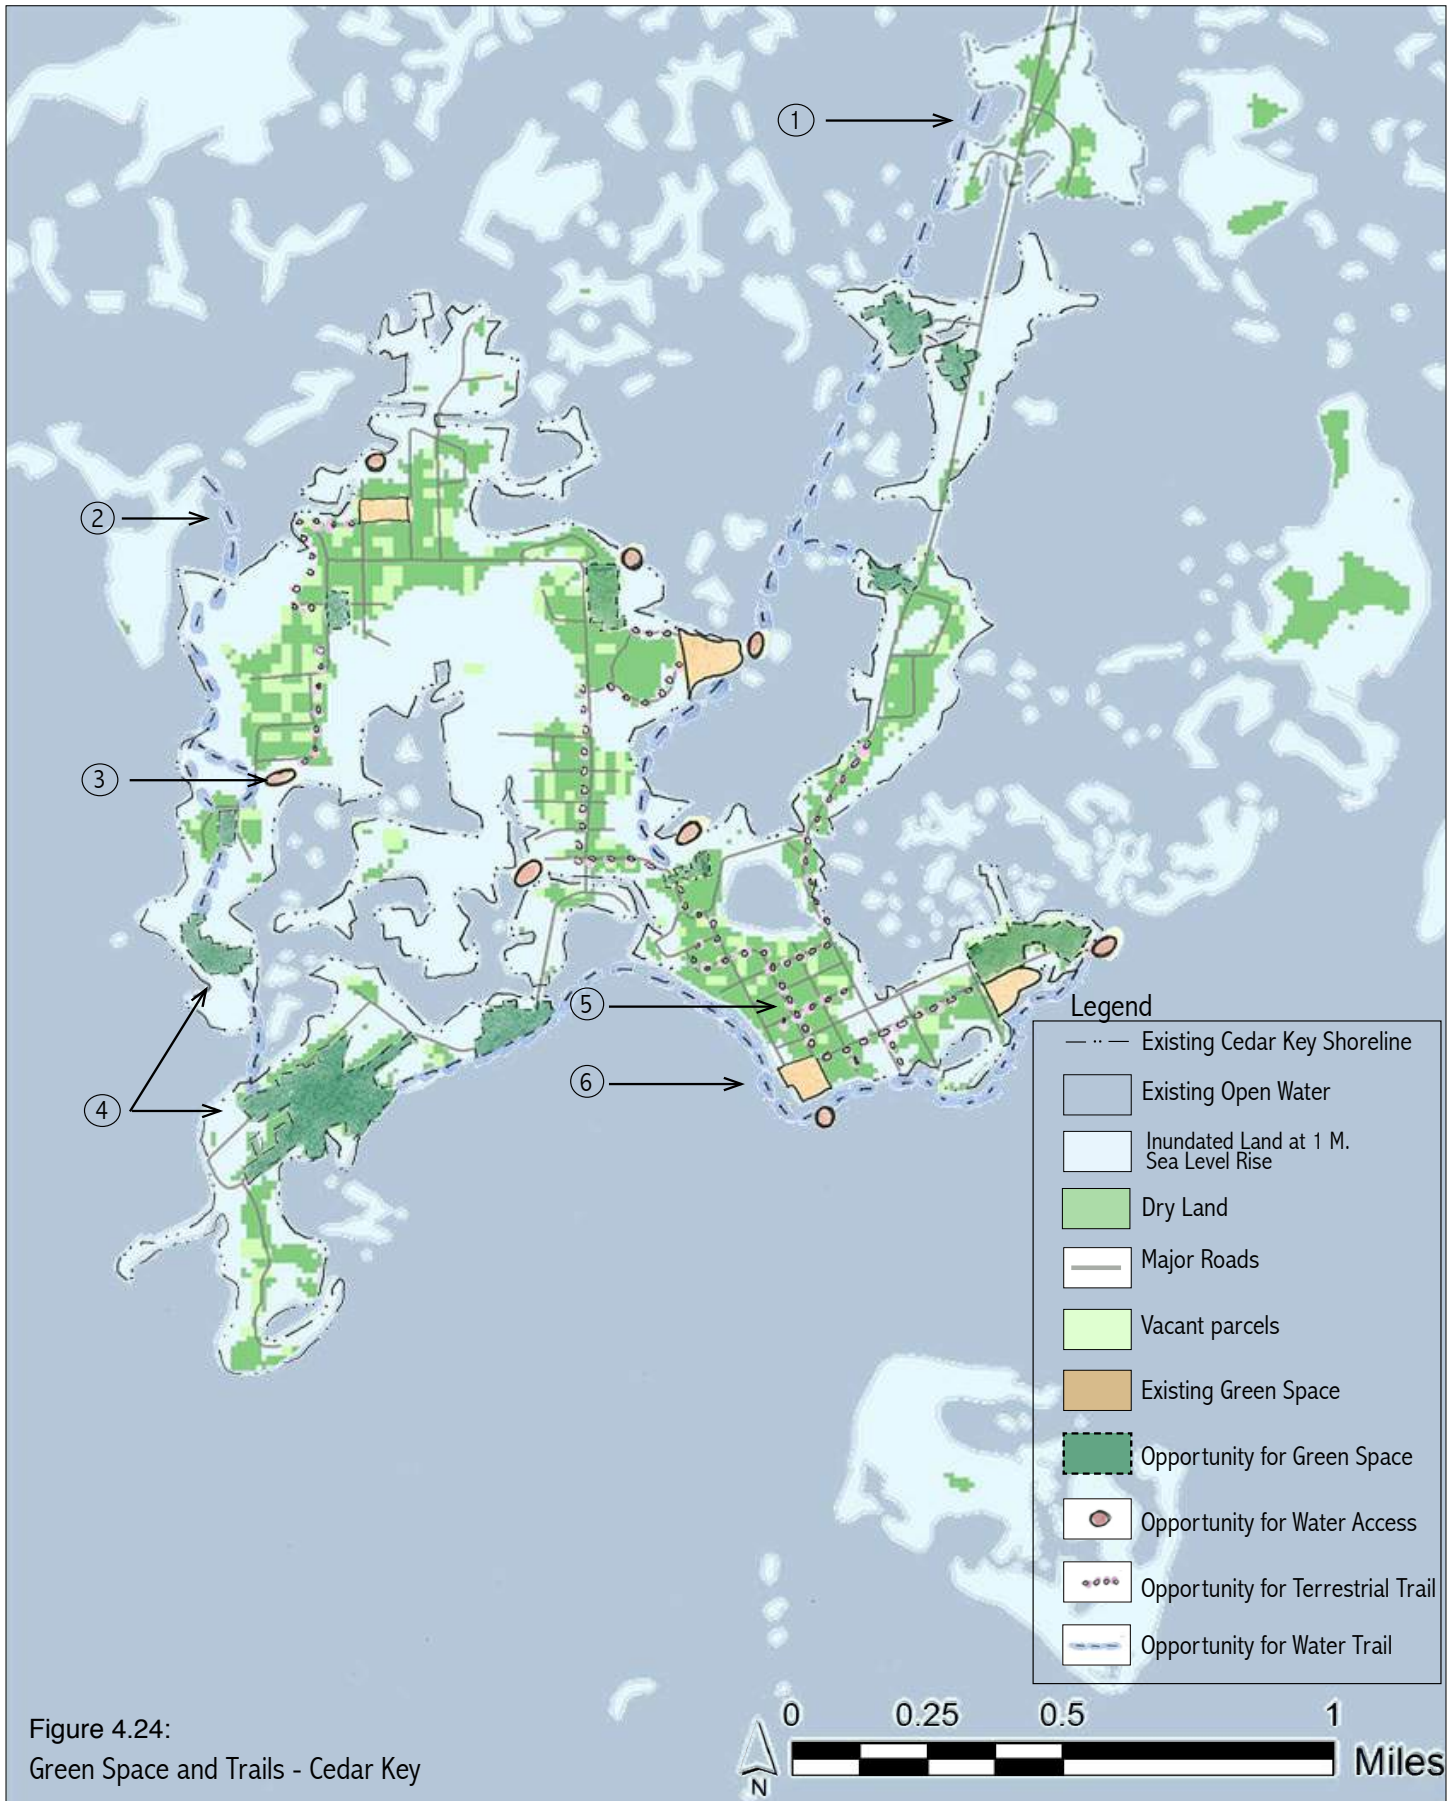 1
2
3
4
5
6
Legend
Existing Cedar Key Shoreline
Existing Open Water
Inundated Land at 1 M.
Sea Level Rise
Dry Land
Major Roads
Vacant parcels
Existing Green Space
Opportunity for Green Space
Opportunity for Water Access
Opportunity for Terrestrial Trail
Opportunity for Water Trail
Figure 4.24:
Green Space and Trails - Cedar Key
N
0 0.25 0.5 1
Miles